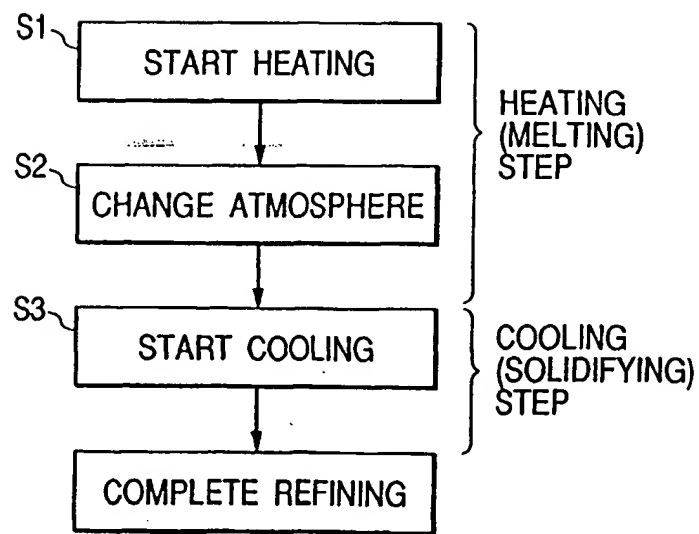 S1
START HEATING
HEATING
(MELTING)
STEP
S2
CHANGE ATMOSPHERE
S3
START COOLING
COOLING
(SOLIDIFYING)
STEP
COMPLETE REFINING